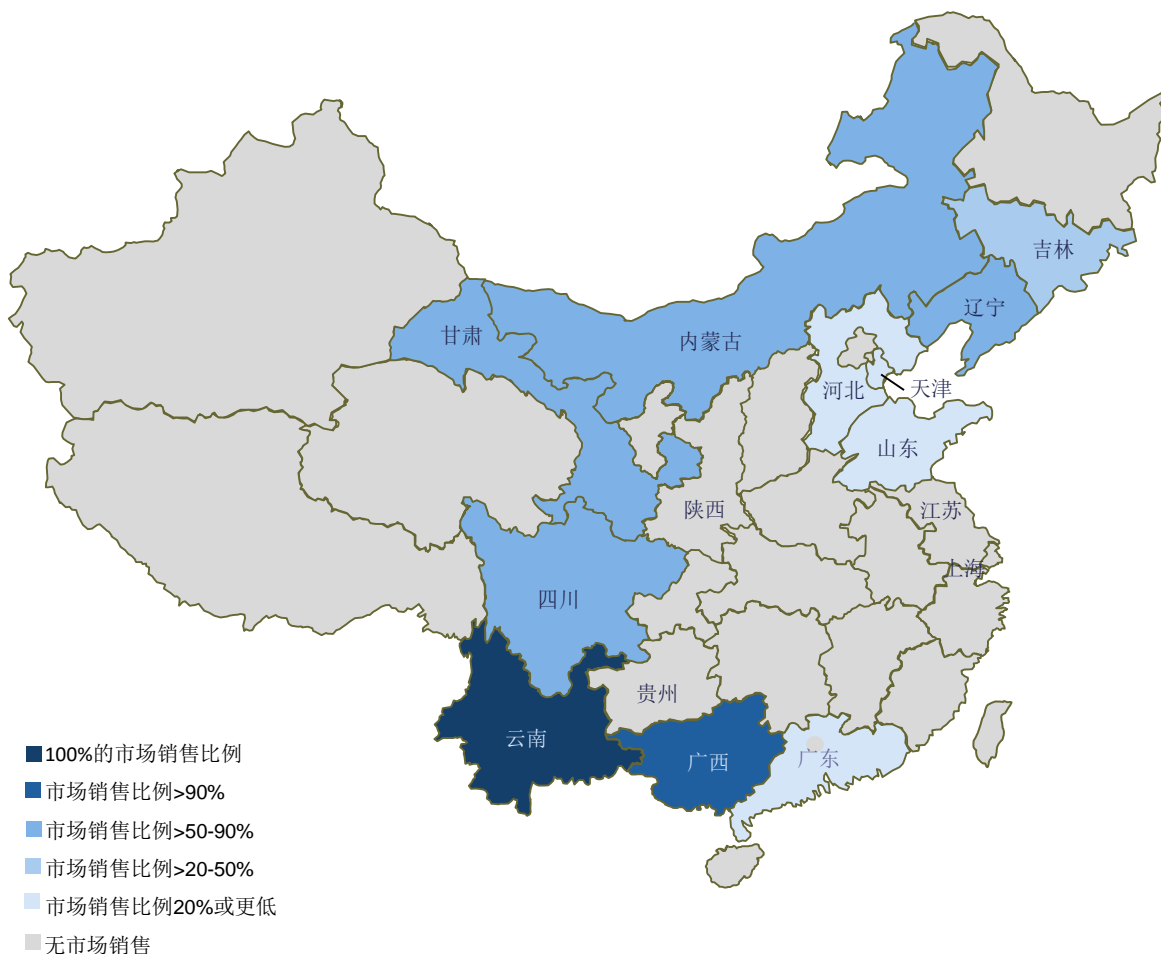 吉林
辽宁
甘肃
内蒙古
河北
天津
山东
陕西
江苏
上海
四川
贵州
云南
广西
广东
100%的市场销售比例
市场销售比例>90%
市场销售比例>50-90%
市场销售比例>20-50%
市场销售比例20%或更低
无市场销售